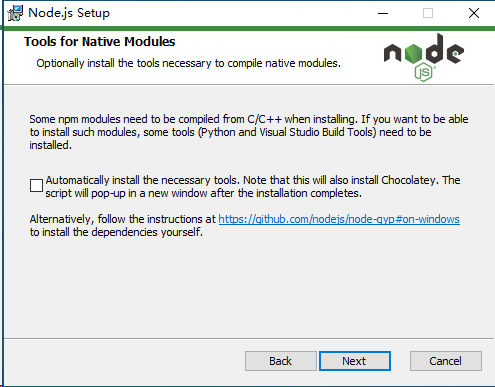 Node.js Setup
Tools for Native Modules
Optionally install the tools necessary to compile native modules.
node
JS
Some npm modules need to be compiled from C/C++ when installing. If you want to be able
to install such modules, some tools (Python and Visual Studio Build Tools) need to be
installed.
Automatically install the necessary tools. Note that this will also install Chocolatey. The
script will pop-up in a new window after the installation completes.
Alternatively, follow the instructions at https://github.com/nodejs/node-gyp#on-windows
to install the dependencies yourself.
Back Next Cancel